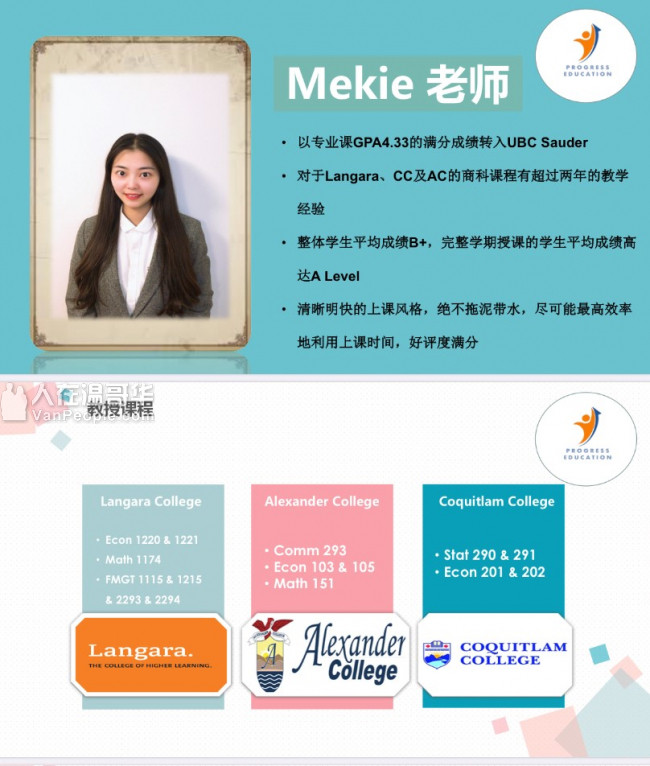 PROGRESS
EDUCATION
Mekie 老师
• 以专业课GPA4.33的满分成绩转入UBC Sauder
• 对于Langara、CC及AC的商科课程有超过两年的教学
经验
• 整体学生平均成绩B+，完整学期授课的学生平均成绩高
达A Level
• 清晰明快的上课风格，绝不拖泥带水，尽可能最高效率
地利用上课时间，好评度满分
人在温哥华
VanPeople.com
教授课程
PROGRESS
EDUCATION
Langara College
• Econ 1220 & 1221
• Math 1174
• FMGT 1115 & 1215
& 2293 & 2294
Langara.
THE COLLEGE OF HIGHER LEARNING.
Alexander College
• Comm 293
• Econ 103 & 105
• Math 151
A
Alexander
College
Coquitlam College
• Stat 290 & 291
• Econ 201 & 202
COQUITLAM
COLLEGE